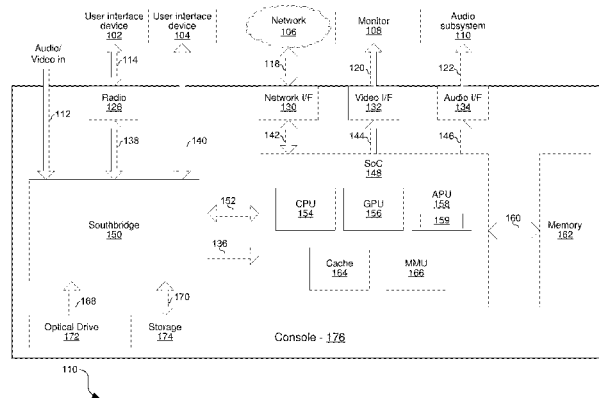 User interface
device
102
User interface
device
104
Network
106
Monitor
108
Audio
subsystem
110
Audio/
Video in
114
118
120
122
Radio
128
Network I/F
130
Video I/F
132
Audio I/F
134
112
138
140
142
144
146
SoC
148
152
CPU
154
GPU
156
APU
158
159
160
Memory
162
Southbridge
150
136
Cache
164
MMU
166
168
170
Optical Drive
172
Storage
174
Console - 176
110